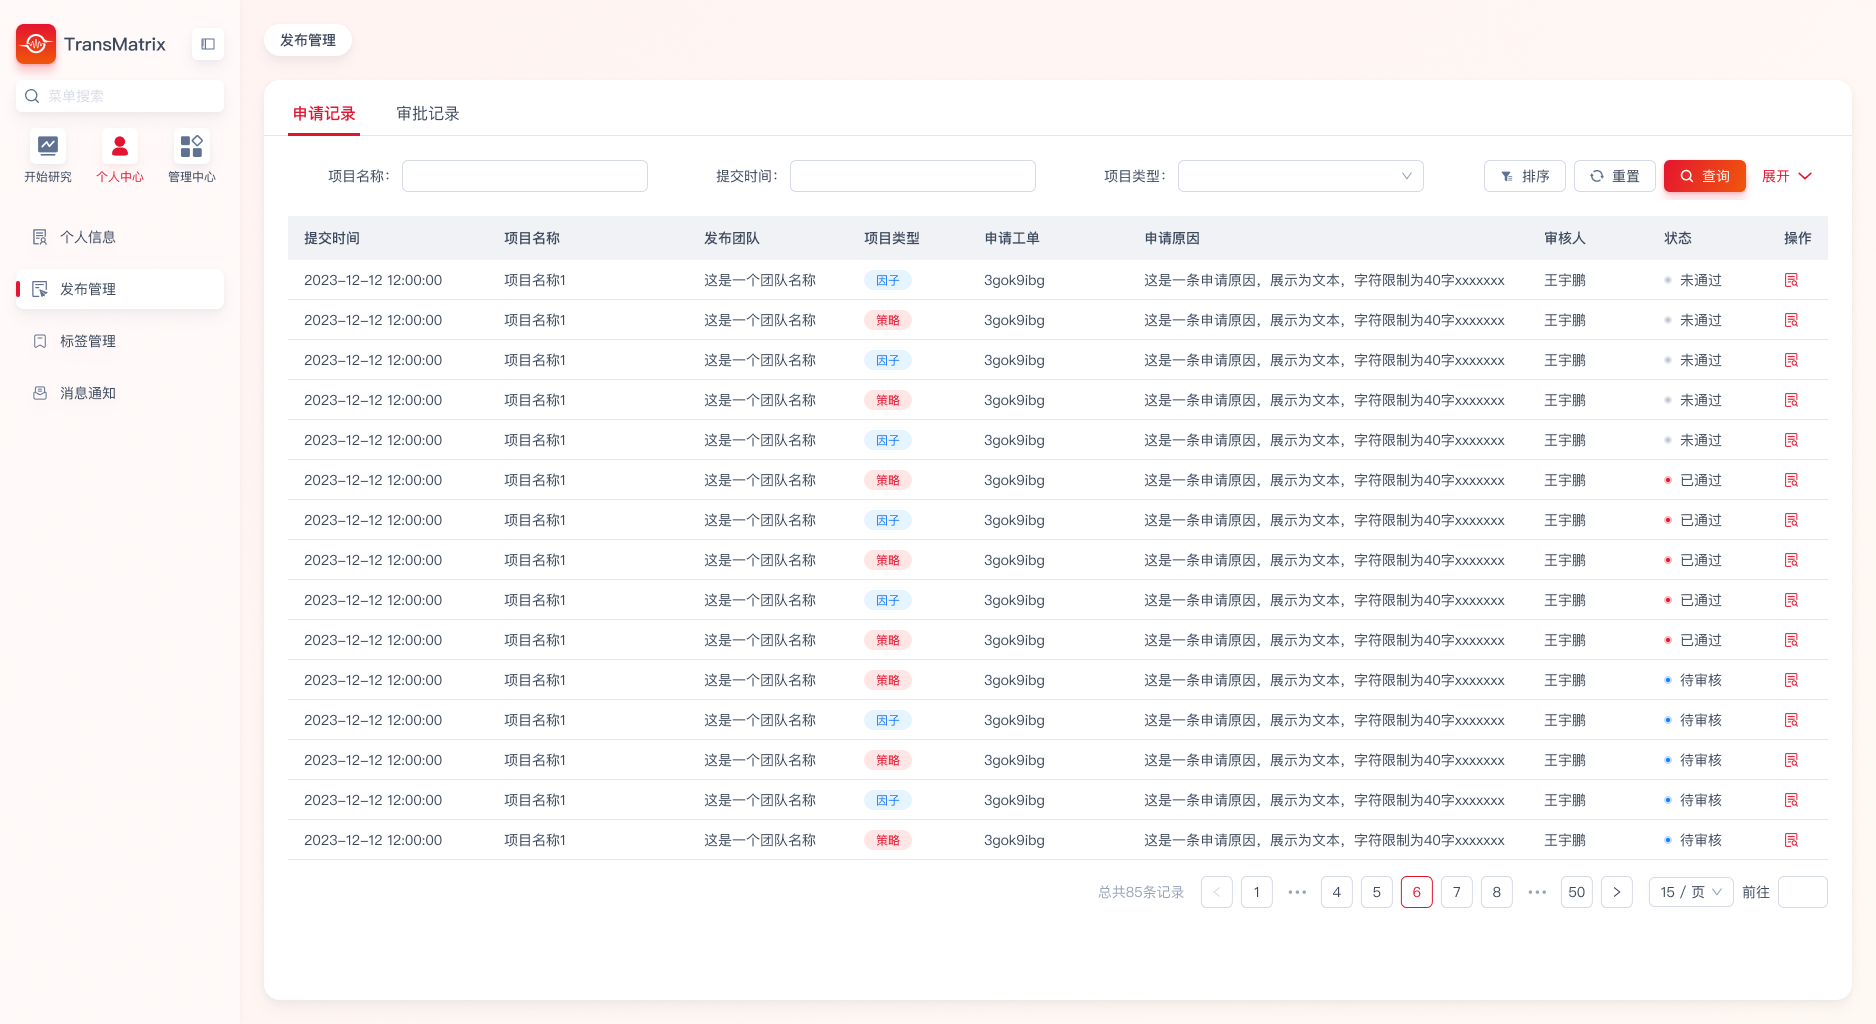 TransMatrix
菜单搜索
开始研究 个人中心 管理中心
个人信息
发布管理
标签管理
消息通知
发布管理
申请记录 审批记录
项目名称： 提交时间： 项目类型： 排序 重置 查询 展开
提交时间 项目名称 发布团队 项目类型 申请工单 申请原因 审核人 状态 操作
2023-12-12 12:00:00 项目名称1 这是一个团队名称 因子 3gok9ibg 这是一条申请原因，展示为文本，字符限制为40字xxxxxxx 王宇鹏 未通过
2023-12-12 12:00:00 项目名称1 这是一个团队名称 策略 3gok9ibg 这是一条申请原因，展示为文本，字符限制为40字xxxxxxx 王宇鹏 未通过
2023-12-12 12:00:00 项目名称1 这是一个团队名称 因子 3gok9ibg 这是一条申请原因，展示为文本，字符限制为40字xxxxxxx 王宇鹏 未通过
2023-12-12 12:00:00 项目名称1 这是一个团队名称 策略 3gok9ibg 这是一条申请原因，展示为文本，字符限制为40字xxxxxxx 王宇鹏 未通过
2023-12-12 12:00:00 项目名称1 这是一个团队名称 因子 3gok9ibg 这是一条申请原因，展示为文本，字符限制为40字xxxxxxx 王宇鹏 未通过
2023-12-12 12:00:00 项目名称1 这是一个团队名称 策略 3gok9ibg 这是一条申请原因，展示为文本，字符限制为40字xxxxxxx 王宇鹏 已通过
2023-12-12 12:00:00 项目名称1 这是一个团队名称 因子 3gok9ibg 这是一条申请原因，展示为文本，字符限制为40字xxxxxxx 王宇鹏 已通过
2023-12-12 12:00:00 项目名称1 这是一个团队名称 策略 3gok9ibg 这是一条申请原因，展示为文本，字符限制为40字xxxxxxx 王宇鹏 已通过
2023-12-12 12:00:00 项目名称1 这是一个团队名称 因子 3gok9ibg 这是一条申请原因，展示为文本，字符限制为40字xxxxxxx 王宇鹏 已通过
2023-12-12 12:00:00 项目名称1 这是一个团队名称 策略 3gok9ibg 这是一条申请原因，展示为文本，字符限制为40字xxxxxxx 王宇鹏 已通过
2023-12-12 12:00:00 项目名称1 这是一个团队名称 策略 3gok9ibg 这是一条申请原因，展示为文本，字符限制为40字xxxxxxx 王宇鹏 待审核
2023-12-12 12:00:00 项目名称1 这是一个团队名称 因子 3gok9ibg 这是一条申请原因，展示为文本，字符限制为40字xxxxxxx 王宇鹏 待审核
2023-12-12 12:00:00 项目名称1 这是一个团队名称 策略 3gok9ibg 这是一条申请原因，展示为文本，字符限制为40字xxxxxxx 王宇鹏 待审核
2023-12-12 12:00:00 项目名称1 这是一个团队名称 因子 3gok9ibg 这是一条申请原因，展示为文本，字符限制为40字xxxxxxx 王宇鹏 待审核
2023-12-12 12:00:00 项目名称1 这是一个团队名称 策略 3gok9ibg 这是一条申请原因，展示为文本，字符限制为40字xxxxxxx 王宇鹏 待审核
总共85条记录 < 1 ••• 4 5 6 7 8 ••• 50 > 15 / 页 前往